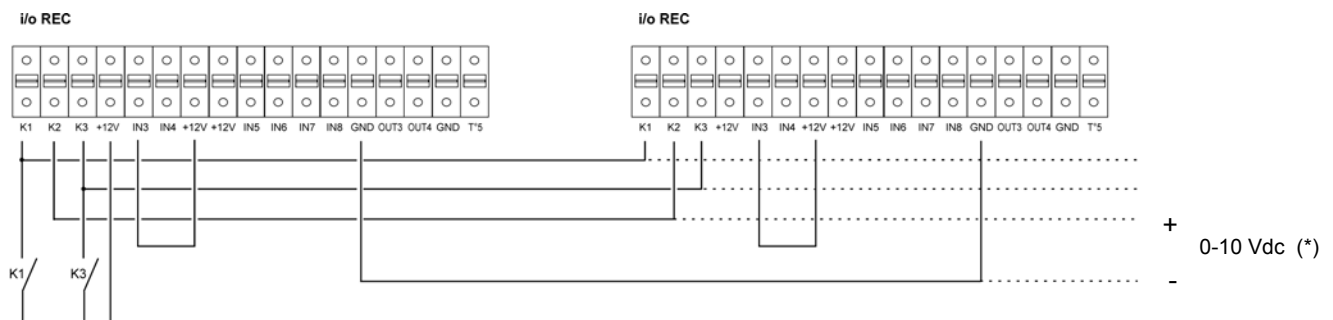 i/o REC
i/o REC
K1 K2 K3 +12V IN3 IN4 +12V +12V IN5 IN6 IN7 IN8 GND OUT3 OUT4 GND T°5
K1 K2 K3 +12V IN3 IN4 +12V +12V IN5 IN6 IN7 IN8 GND OUT3 OUT4 GND T°5
+
0-10 Vdc (*)
K1 K3
-